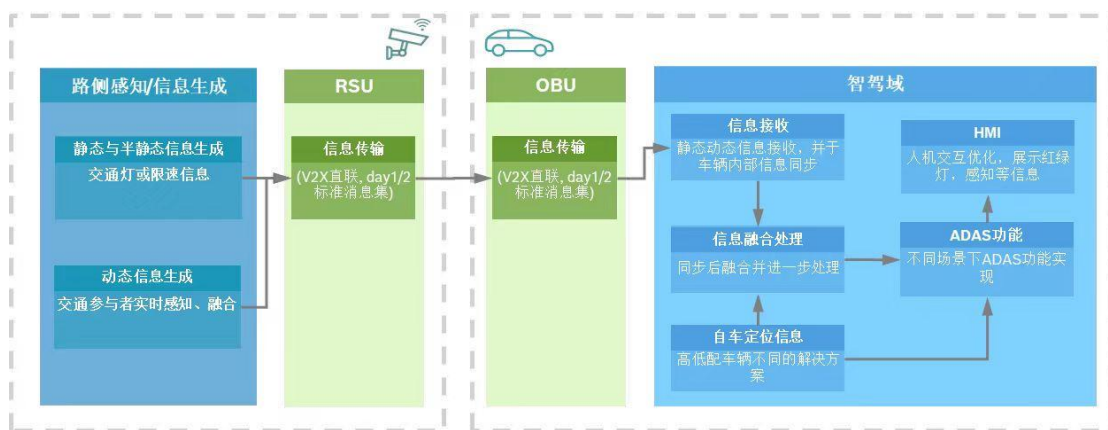 路侧感知/信息生成
静态与半静态信息生成
交通灯或限速信息
动态信息生成
交通参与者实时感知、融合
RSU
信息传输
(V2X直联, day1/2
标准消息集)
OBU
信息传输
(V2X直联, day1/2
标准消息集)
智驾域
信息接收
静态动态信息接收，并于
车辆内部信息同步
信息融合处理
同步后融合并进一步处理
自车定位信息
高低配车辆不同的解决方
案
HMI
人机交互优化，展示红绿
灯，感知等信息
ADAS功能
不同场景下ADAS功能实
现